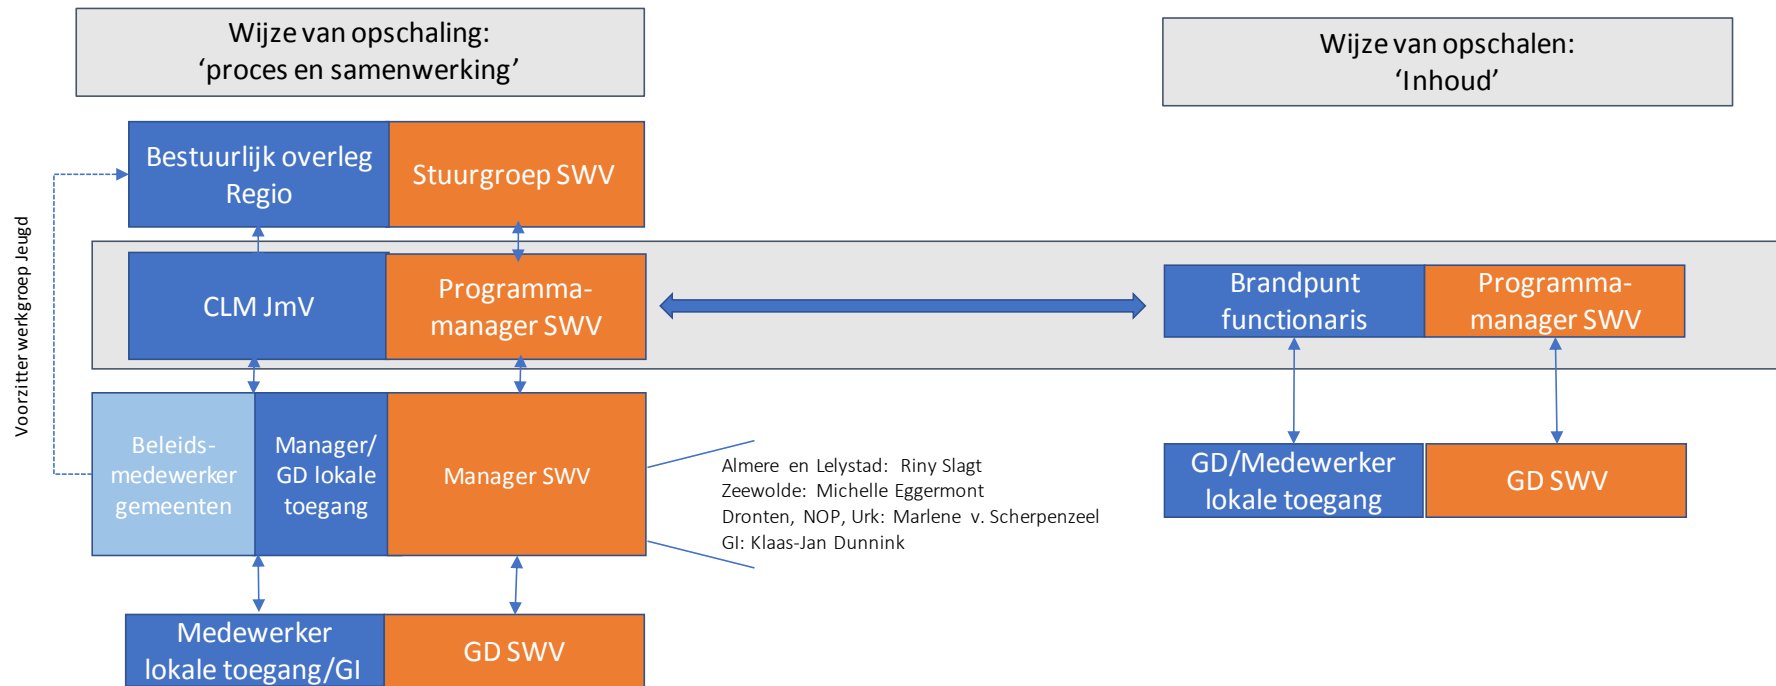 Wijze van opschaling:
‘proces en samenwerking’
Wijze van opschalen:
‘Inhoud’
Bestuurlijk overleg
Regio
Stuurgroep SWV
Voorzitter werkgroep Jeugd
CLM JmV
Programma-
manager SWV
Brandpunt
functionaris
Programma-
manager SWV
Beleids-
medewerker
gemeenten
Manager/
GD lokale
toegang
Manager SWV
Almere en Lelystad: Riny Slagt
Zeewolde: Michelle Eggermont
Dronten, NOP, Urk: Marlene v. Scherpenzeel
GI: Klaas-Jan Dunnink
GD/Medewerker
lokale toegang
GD SWV
Medewerker
lokale toegang/GI
GD SWV